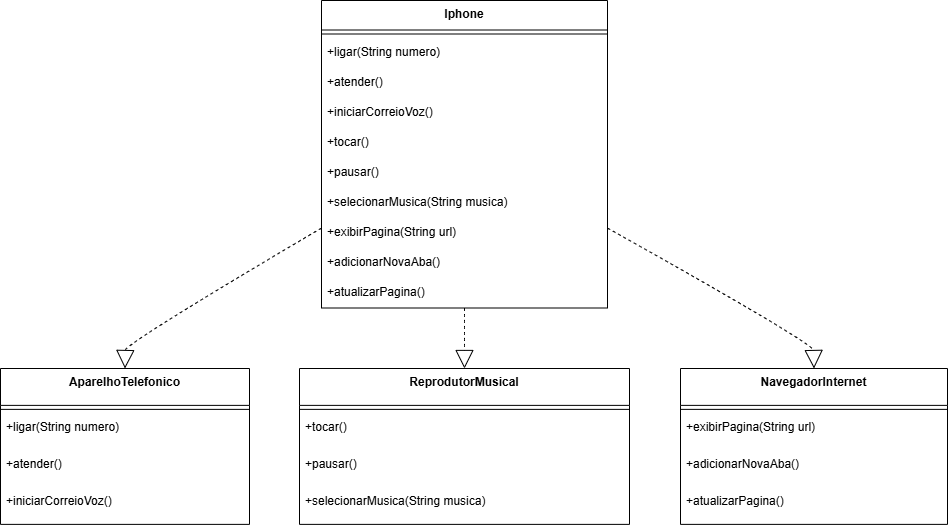 Iphone
+ligar(String numero)
+atender()
+iniciarCorreioVoz()
+tocar()
+pausar()
+selecionarMusica(String musica)
+exibirPagina(String url)
+adicionarNovaAba()
+atualizarPagina()
AparelhoTelefonico
+ligar(String numero)
+atender()
+iniciarCorreioVoz()
ReprodutorMusical
+tocar()
+pausar()
+selecionarMusica(String musica)
NavegadorInternet
+exibirPagina(String url)
+adicionarNovaAba()
+atualizarPagina()